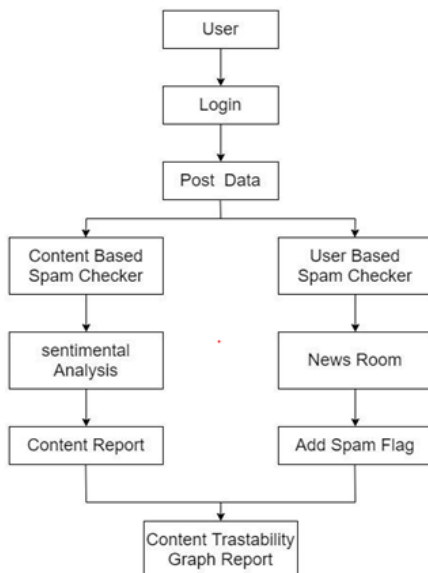 User
Login
Post Data
Content Based
Spam Checker
User Based
Spam Checker
sentimental
Analysis
News Room
Content Report
Add Spam Flag
Content Trastability
Graph Report